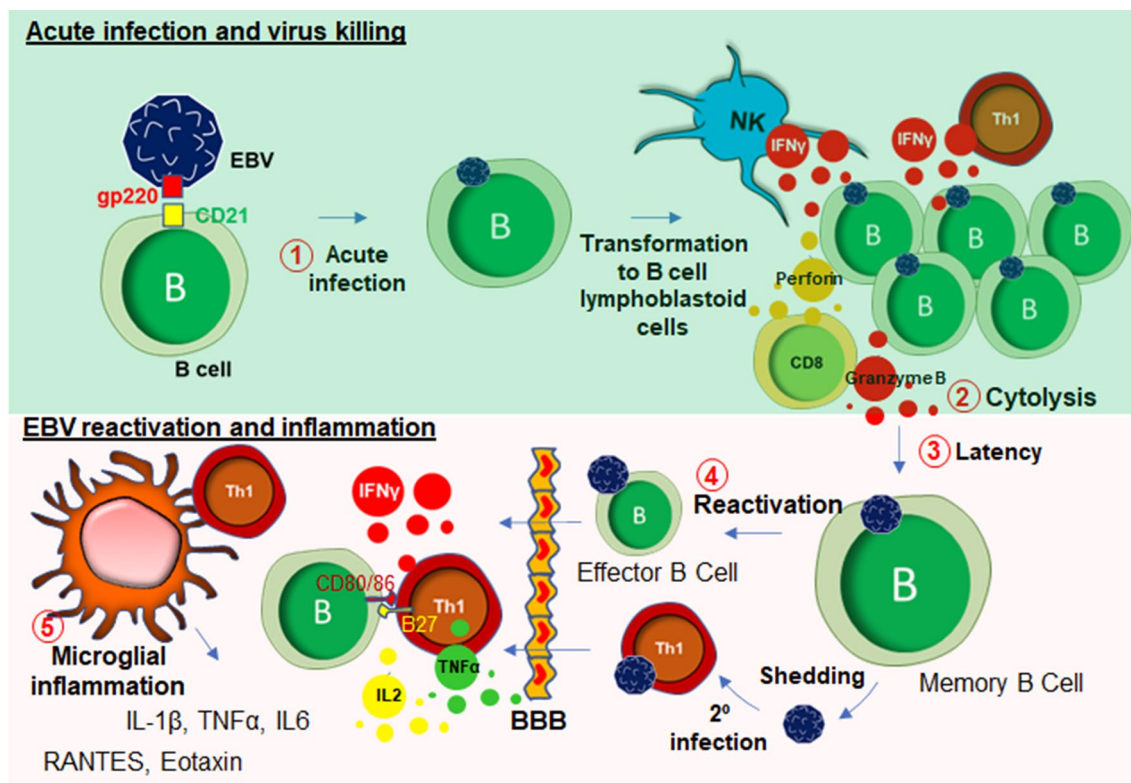 Acute infection and virus killing
EBV
gp220
CD21
B
B cell
1 Acute
infection
B
Transformation
to B cell
lymphoblastoid
cells
NK
IFNγ
IFNγ
Th1
B
B
B
B
B
Perforin
CD8
Granzyme B
2 Cytolysis
EBV reactivation and inflammation
3 Latency
Th1
IFNγ
CD80/86
B
Th1
B27
TNFα
IL2
BBB
B
4
Reactivation
Effector B Cell
B
Memory B Cell
Th1
Shedding
2º
infection
5
Microglial
inflammation
IL-1β, TNFα, IL6
RANTES, Eotaxin